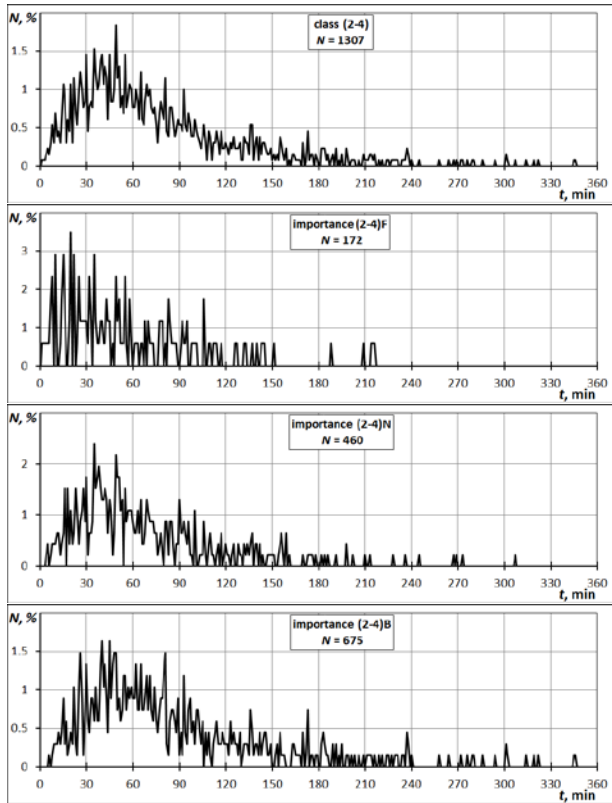 N, %
class (2-4)
N = 1307
1.5
1
0.5
0
0 30 60 90 120 150 180 210 240 270 300 330 360
t, min
N, %
importance (2-4)F
N = 172
3
2
1
0
0 30 60 90 120 150 180 210 240 270 300 330 360
t, min
N, %
importance (2-4)N
N = 460
2
1
0
0 30 60 90 120 150 180 210 240 270 300 330 360
t, min
N, %
importance (2-4)B
N = 675
1.5
1
0.5
0
0 30 60 90 120 150 180 210 240 270 300 330 360
t, min